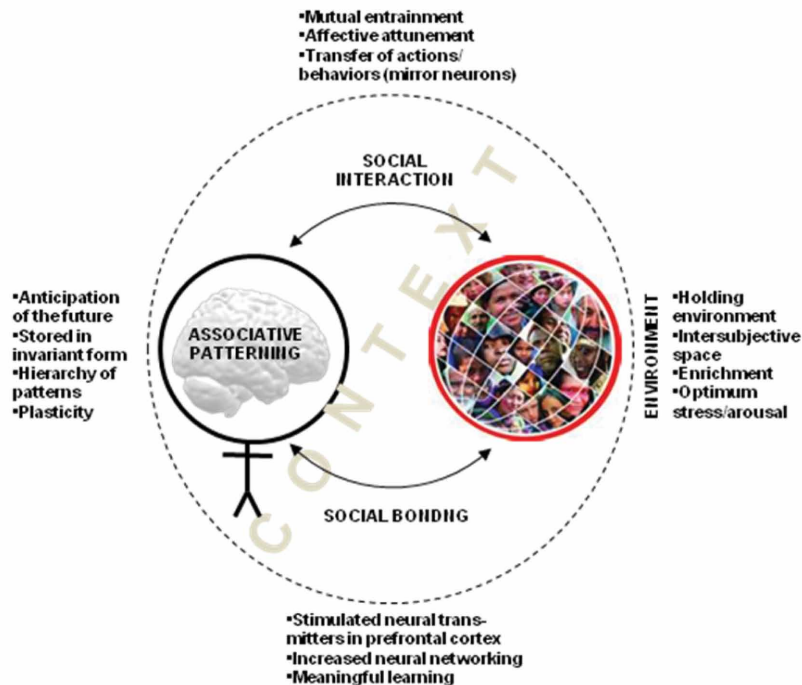 ▪Mutual entrainment
▪Affective attunement
▪Transfer of actions/
behaviors (mirror neurons)
SOCIAL
INTERACTION
▪Anticipation
of the future
▪Stored in
invariant form
▪Hierarchy of
patterns
▪Plasticity
ASSOCIATIVE
PATTERNING
CONTEXT
ENVIRONMENT
▪Holding
environment
▪Intersubjective
space
▪Enrichment
▪Optimum
stress/arousal
SOCIAL BONDNG
▪Stimulated neural trans-
mitters in prefrontal cortex
▪Increased neural networking
▪Meaningful learning